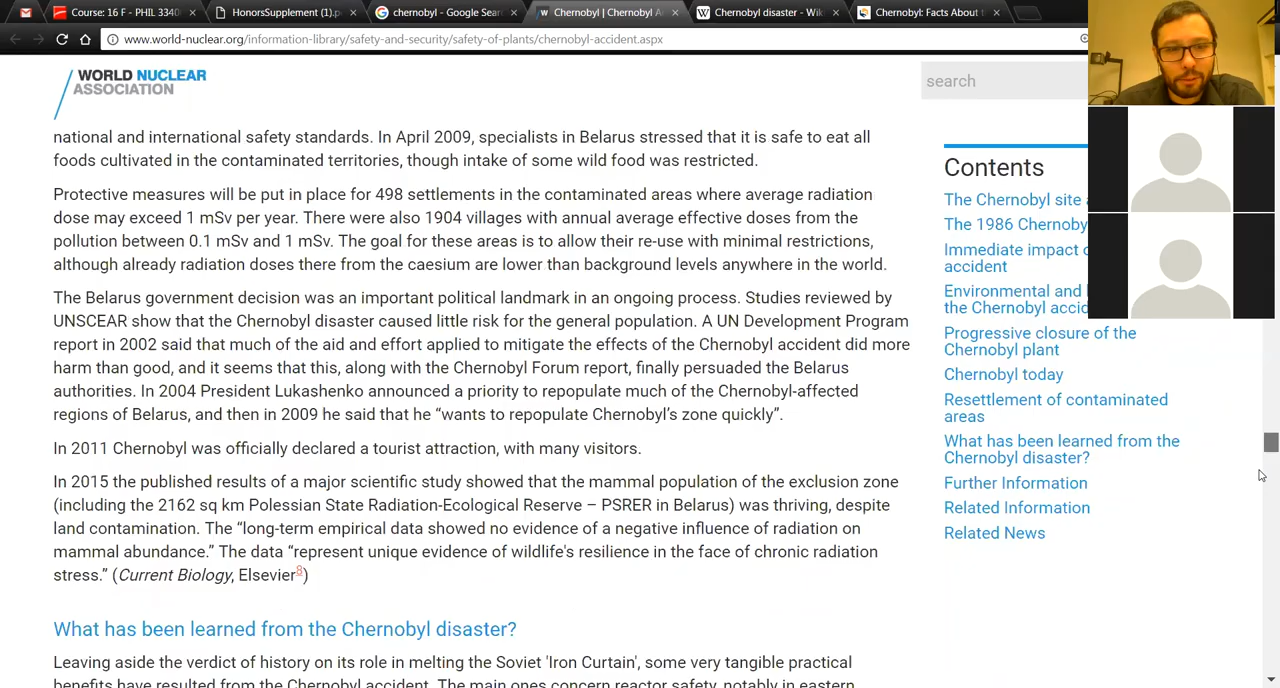 Course: 16 F - PHIL 3340
HonorsSupplement (1).p
chernobyl - Google Sear
Chernobyl | Chernobyl A
Chernobyl disaster - Wik
Chernobyl: Facts About t
www.world-nuclear.org/information-library/safety-and-security/safety-of-plants/chernobyl-accident.aspx
WORLD NUCLEAR
ASSOCIATION
search
national and international safety standards. In April 2009, specialists in Belarus stressed that it is safe to eat all
foods cultivated in the contaminated territories, though intake of some wild food was restricted.
Protective measures will be put in place for 498 settlements in the contaminated areas where average radiation
dose may exceed 1 mSv per year. There were also 1904 villages with annual average effective doses from the
pollution between 0.1 mSv and 1 mSv. The goal for these areas is to allow their re-use with minimal restrictions,
although already radiation doses there from the caesium are lower than background levels anywhere in the world.
The Belarus government decision was an important political landmark in an ongoing process. Studies reviewed by
UNSCEAR show that the Chernobyl disaster caused little risk for the general population. A UN Development Program
report in 2002 said that much of the aid and effort applied to mitigate the effects of the Chernobyl accident did more
harm than good, and it seems that this, along with the Chernobyl Forum report, finally persuaded the Belarus
authorities. In 2004 President Lukashenko announced a priority to repopulate much of the Chernobyl-affected
regions of Belarus, and then in 2009 he said that he “wants to repopulate Chernobyl’s zone quickly”.
In 2011 Chernobyl was officially declared a tourist attraction, with many visitors.
In 2015 the published results of a major scientific study showed that the mammal population of the exclusion zone
(including the 2162 sq km Polessian State Radiation-Ecological Reserve – PSRER in Belarus) was thriving, despite
land contamination. The “long-term empirical data showed no evidence of a negative influence of radiation on
mammal abundance.” The data “represent unique evidence of wildlife's resilience in the face of chronic radiation
stress.” (Current Biology, Elsevier8)
What has been learned from the Chernobyl disaster?
Leaving aside the verdict of history on its role in melting the Soviet 'Iron Curtain', some very tangible practical
benefits have resulted from the Chernobyl accident. The main ones concern reactor safety, notably in eastern
Contents
The Chernobyl site
The 1986 Chernoby
Immediate impact
accident
Environmental and
the Chernobyl accid
Progressive closure of the
Chernobyl plant
Chernobyl today
Resettlement of contaminated
areas
What has been learned from the
Chernobyl disaster?
Further Information
Related Information
Related News